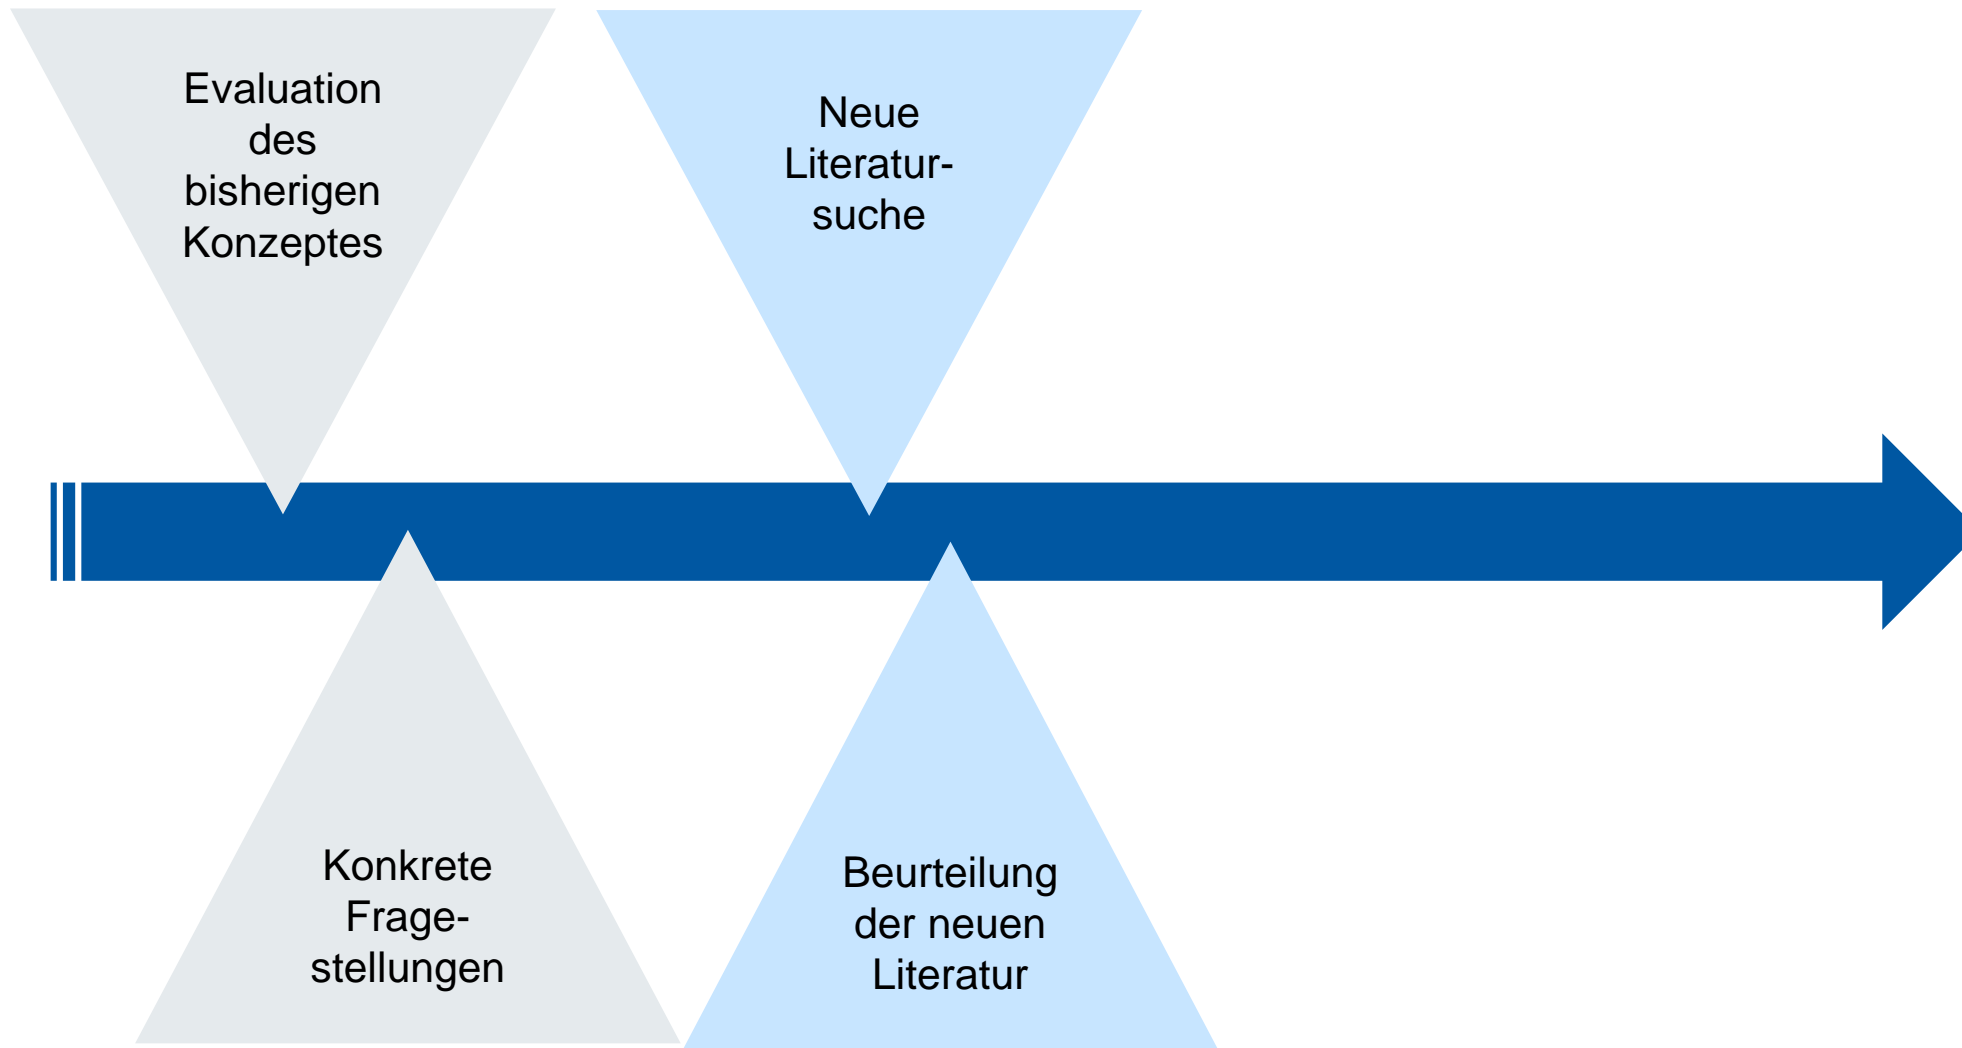 Evaluation
des
bisherigen
Konzeptes
Neue
Literatur-
suche
Konkrete
Frage-
stellungen
Beurteilung
der neuen
Literatur